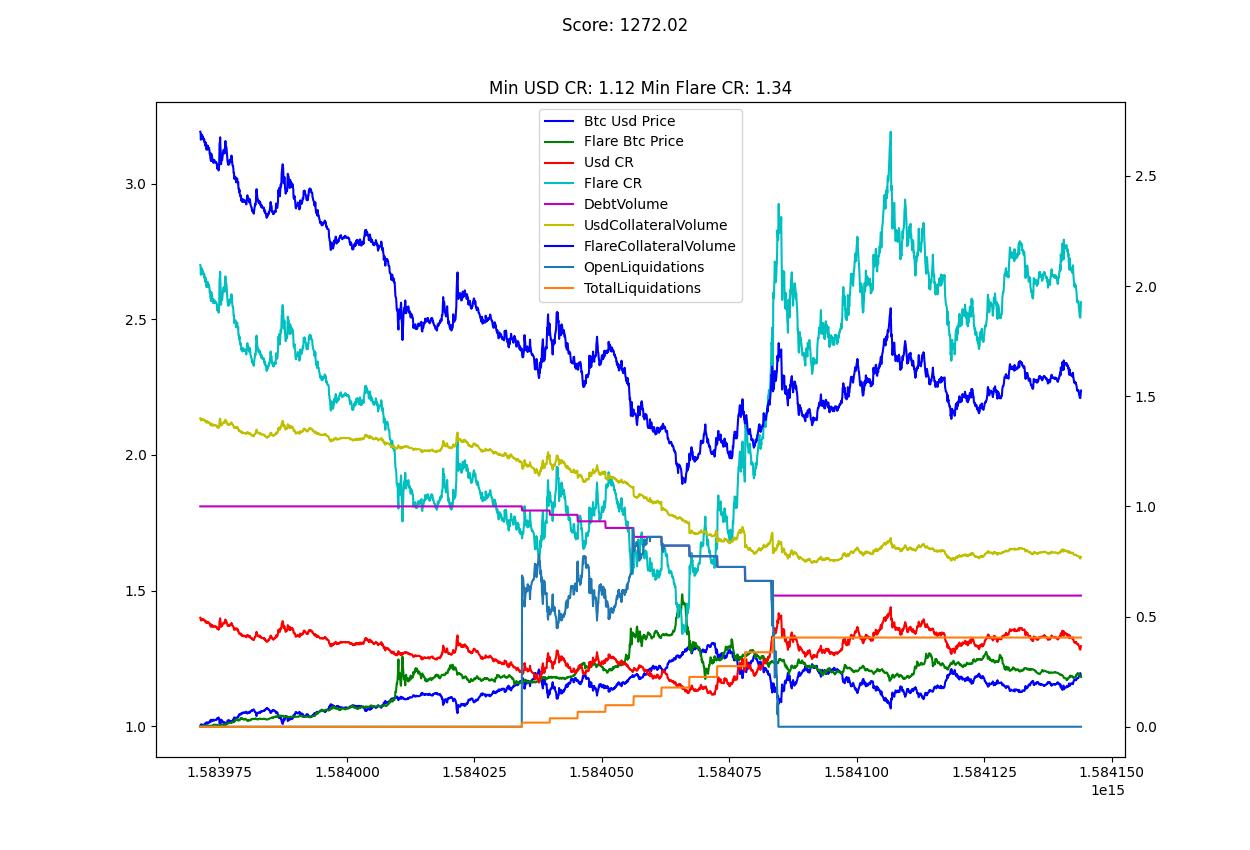 Score: 1272.02
Min USD CR: 1.12 Min Flare CR: 1.34
Btc Usd Price
Flare Btc Price
Usd CR
Flare CR
DebtVolume
UsdCollateralVolume
FlareCollateralVolume
OpenLiquidations
TotalLiquidations
3.0
2.5
2.0
1.5
1.0
2.5
2.0
1.5
1.0
0.5
0.0
1.583975 1.584000 1.584025 1.584050 1.584075 1.584100 1.584125 1.584150
1e15